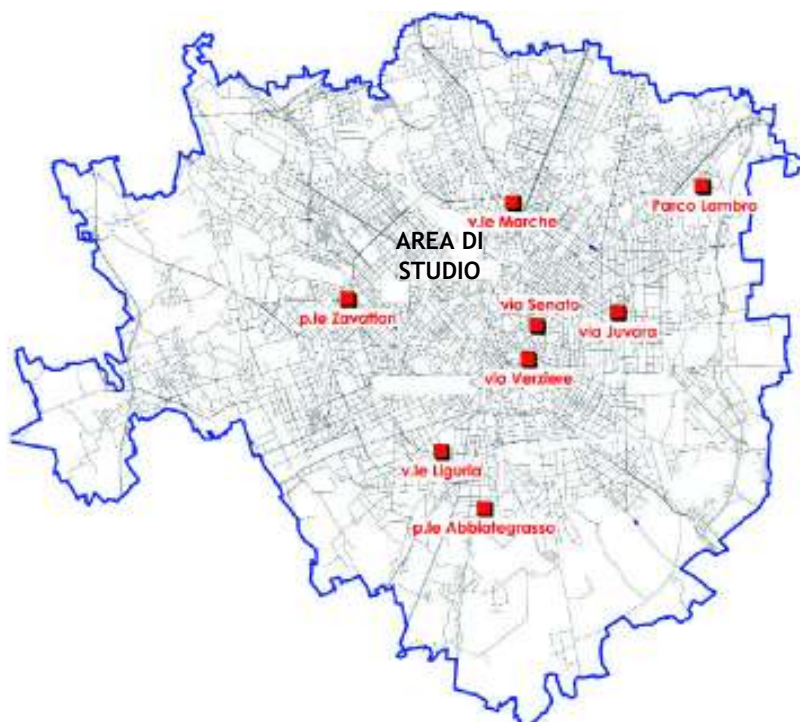 v.le Marche
Parco Lambro
AREA DI
STUDIO
p.le Zavattari
via Senato
via Juvara
via Verziere
v.le Liguria
p.le Abbiategrasso